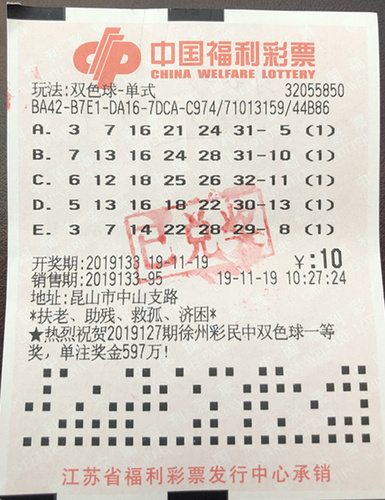 中国福利彩票
CHINA WELFARE LOTTERY
玩法:双色球-单式 32055850
BA42-B7E1-DA16-7DCA-C974/71013159/44B86
A. 3 7 16 21 24 31- 5 (1)
B. 7 13 16 24 28 31-10 (1)
C. 6 12 18 25 26 32-11 (1)
D. 5 13 16 18 22 30-13 (1)
E. 3 7 14 22 28 29- 8 (1)
已兑奖
开奖期:2019133 19-11-19 ¥:10
销售期:2019133-95 19-11-19 10:27:24
地址:昆山市中山支路
*扶老、助残、救孤、济困*
★热烈祝贺2019127期徐州彩民中双色球一等
奖,单注奖金597万!
江苏省福利彩票发行中心承销